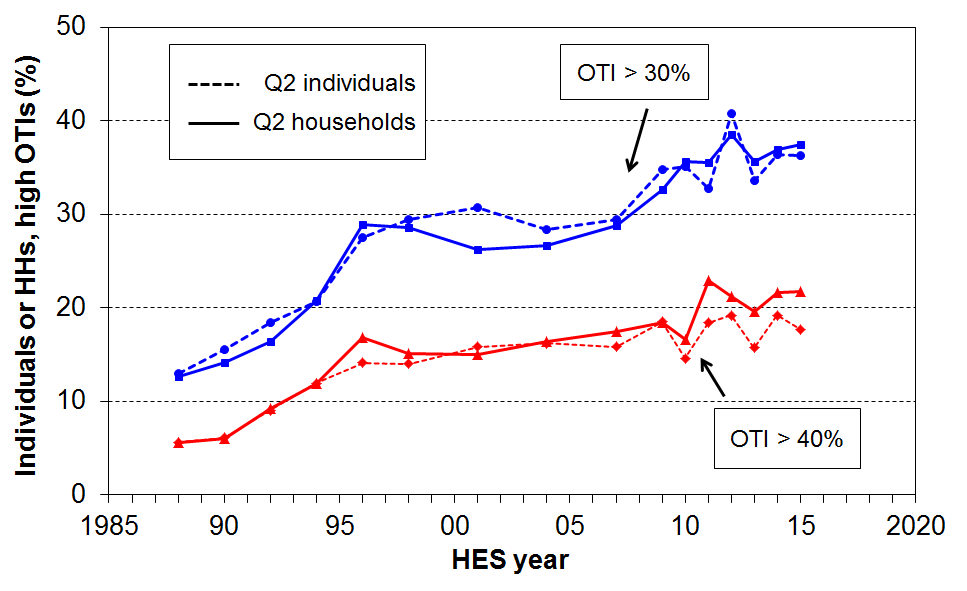 Individuals or HHs, high OTIs (%)
50
40
30
20
10
0
Q2 individuals
Q2 households
OTI > 30%
OTI > 40%
1985 90 95 00 05 10 15 2020
HES year